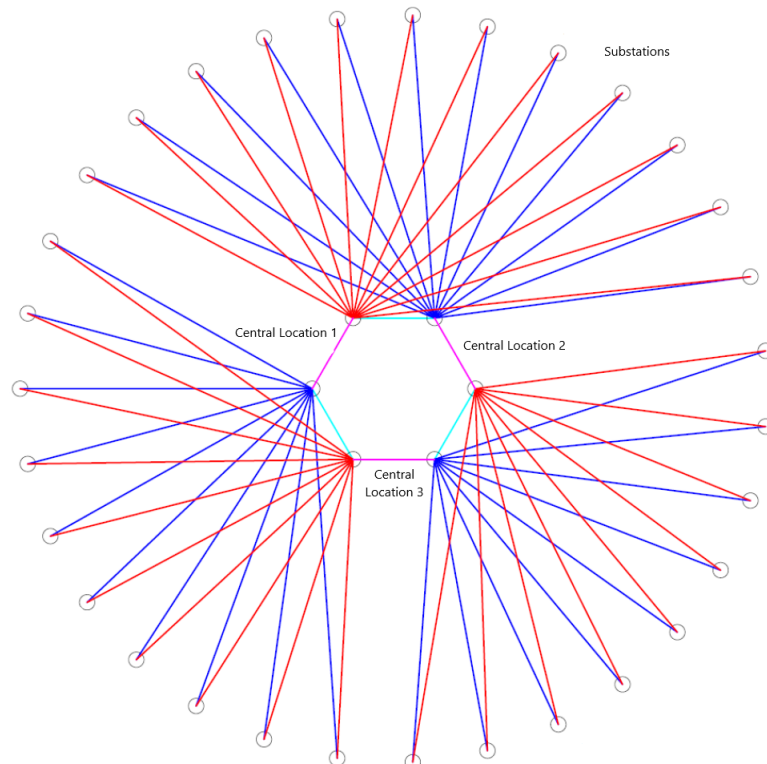 Substations
Central Location 1
Central Location 2
Central
Location 3